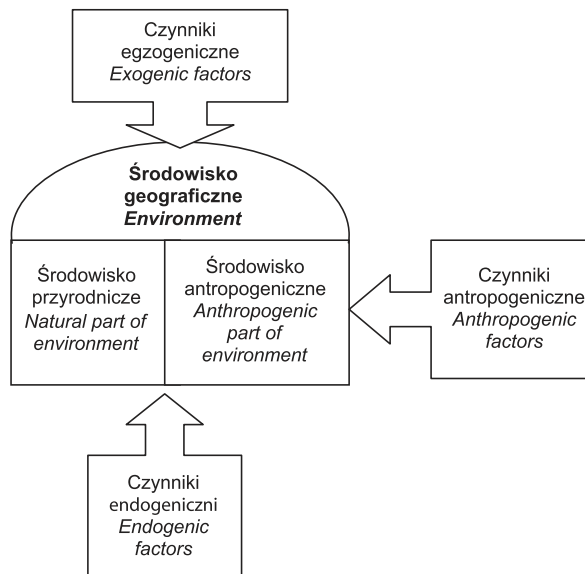 Czynniki
egzogeniczne
Exogenic factors
Środowisko
geograficzne
Environment
Środowisko
przyrodnicze
Natural part of
environment
Środowisko
antropogeniczne
Anthropogenic
part of
environment
Czynniki
antropogeniczne
Anthropogenic
factors
Czynniki
endogeniczni
Endogenic
factors